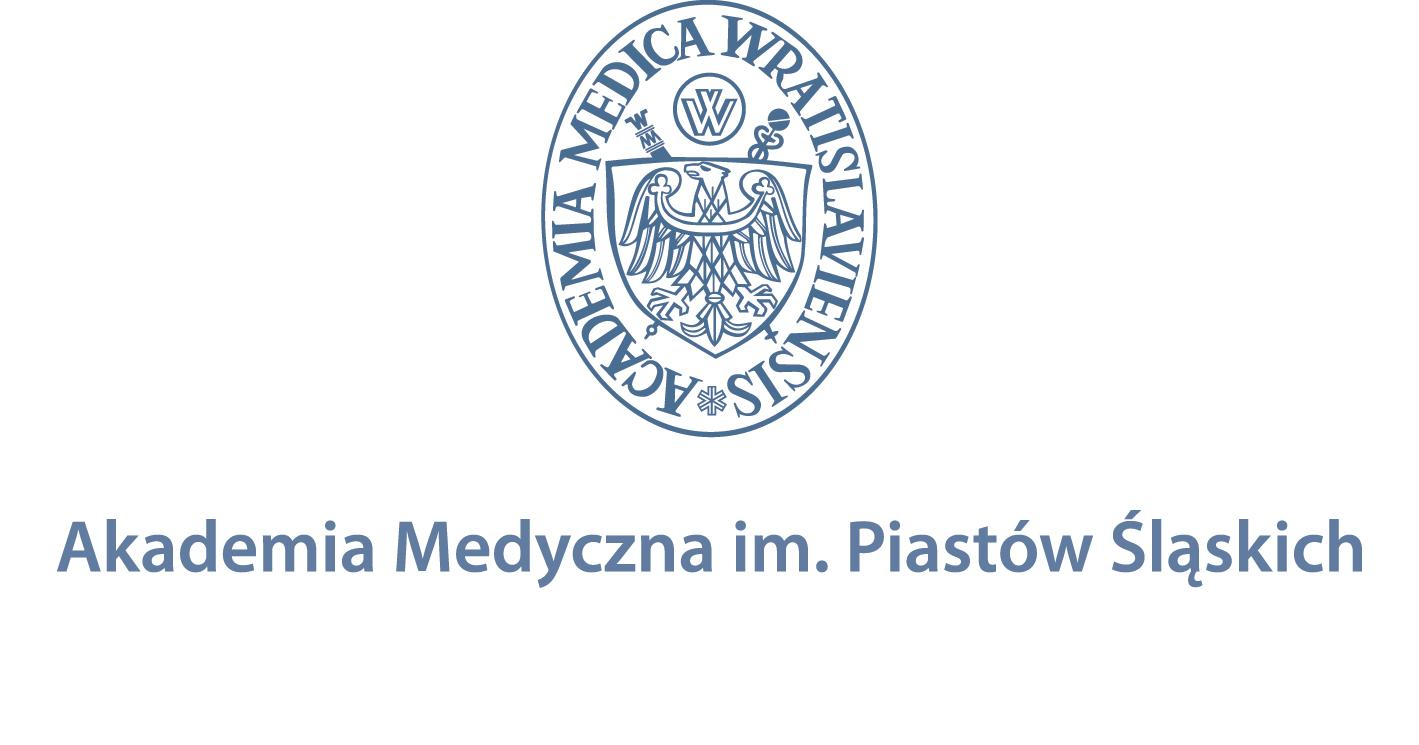 ACADEMIA MEDICA WRATISLAVIENSIS
W
Akademia Medyczna im. Piastów Śląskich